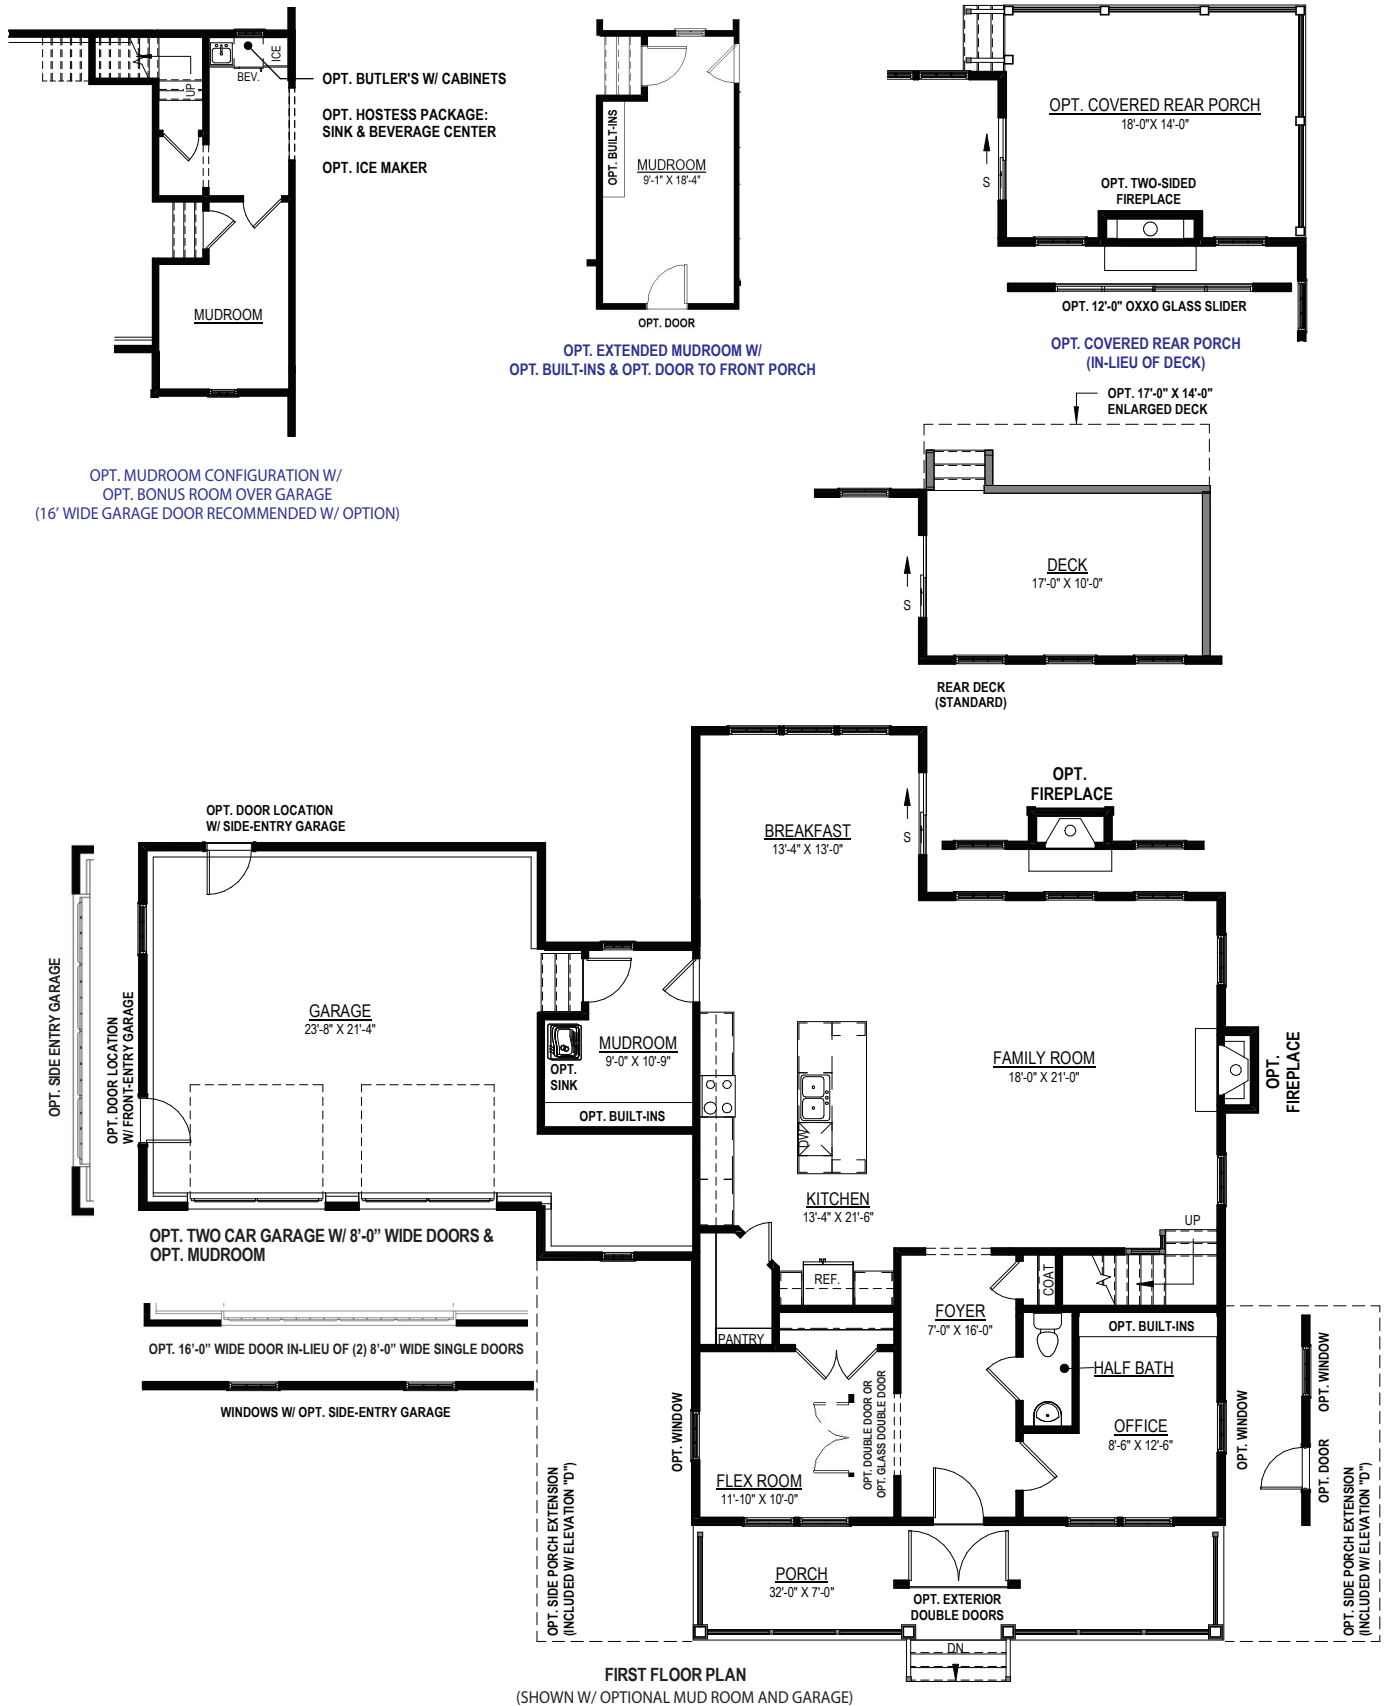 UP
BEV.
ICE
OPT. BUTLER'S W/ CABINETS
OPT. HOSTESS PACKAGE:
SINK & BEVERAGE CENTER
OPT. ICE MAKER
MUDROOM
OPT. MUDROOM CONFIGURATION W/
OPT. BONUS ROOM OVER GARAGE
(16' WIDE GARAGE DOOR RECOMMENDED W/ OPTION)
OPT. BUILT-INS
MUDROOM
9'-1" X 18'-4"
OPT. DOOR
OPT. EXTENDED MUDROOM W/
OPT. BUILT-INS & OPT. DOOR TO FRONT PORCH
OPT. COVERED REAR PORCH
18'-0"X 14'-0"
S
OPT. TWO-SIDED
FIREPLACE
OPT. 12'-0" OXXO GLASS SLIDER
OPT. COVERED REAR PORCH
(IN-LIEU OF DECK)
OPT. 17'-0" X 14'-0"
ENLARGED DECK
DECK
17'-0" X 10'-0"
S
REAR DECK
(STANDARD)
OPT.
FIREPLACE
OPT. DOOR LOCATION
W/ SIDE-ENTRY GARAGE
BREAKFAST
13'-4" X 13'-0"
S
OPT. SIDE ENTRY GARAGE
OPT. DOOR LOCATION
W/ FRONT-ENTRY GARAGE
GARAGE
23'-8" X 21'-4"
MUDROOM
9'-0" X 10'-9"
OPT.
SINK
OPT. BUILT-INS
FAMILY ROOM
18'-0" X 21'-0"
OPT.
FIREPLACE
DW
KITCHEN
13'-4" X 21'-6"
UP
OPT. TWO CAR GARAGE W/ 8'-0" WIDE DOORS &
OPT. MUDROOM
REF.
COAT
FOYER
7'-0" X 16'-0"
PANTRY
OPT. BUILT-INS
OPT. 16'-0" WIDE DOOR IN-LIEU OF (2) 8'-0" WIDE SINGLE DOORS
HALF BATH
WINDOWS W/ OPT. SIDE-ENTRY GARAGE
OPT. WINDOW
OPT. DOUBLE DOOR OR
OPT. GLASS DOUBLE DOOR
OFFICE
8'-6" X 12'-6"
OPT. WINDOW
OPT. WINDOW
OPT. DOOR
FLEX ROOM
11'-10" X 10'-0"
OPT. SIDE PORCH EXTENSION
(INCLUDED W/ ELEVATION "D")
OPT. SIDE PORCH EXTENSION
(INCLUDED W/ ELEVATION "D")
PORCH
32'-0" X 7'-0"
OPT. EXTERIOR
DOUBLE DOORS
DN
FIRST FLOOR PLAN
(SHOWN W/ OPTIONAL MUD ROOM AND GARAGE)